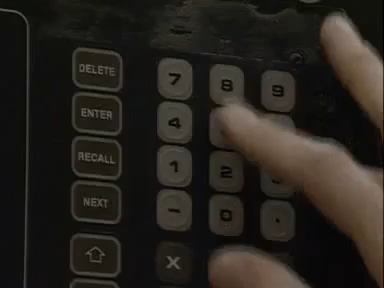 DELETE 7 8 9
ENTER 4
RECALL 1 2
NEXT - 0 .
X